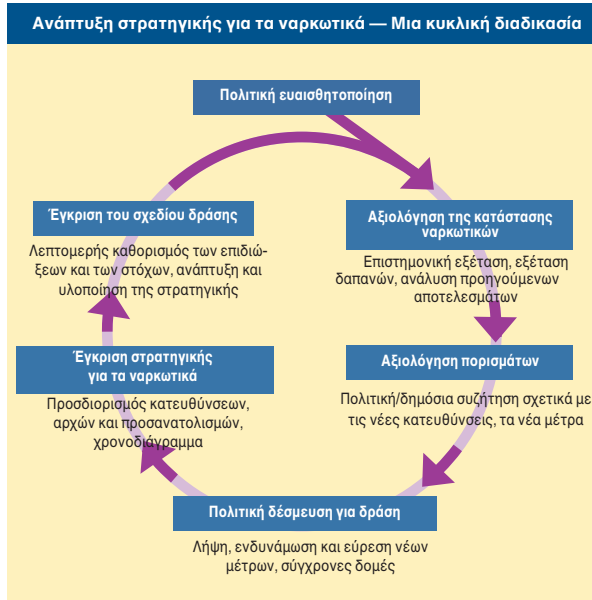 Ανάπτυξη στρατηγικής για τα ναρκωτικά — Μια κυκλική διαδικασία
Πολιτική ευαισθητοποίηση
Αξιολόγηση της κατάστασης
ναρκωτικών
Επιστημονική εξέταση, εξέταση
δαπανών, ανάλυση προηγούμενων
αποτελεσμάτων
Αξιολόγηση πορισμάτων
Πολιτική/δημόσια συζήτηση σχετικά με
τις νέες κατευθύνσεις, τα νέα μέτρα
Πολιτική δέσμευση για δράση
Λήψη, ενδυνάμωση και εύρεση νέων
μέτρων, σύγχρονες δομές
Έγκριση στρατηγικής
για τα ναρκωτικά
Προσδιορισμός κατευθύνσεων,
αρχών και προσανατολισμών,
χρονοδιάγραμμα
Έγκριση του σχεδίου δράσης
Λεπτομερής καθορισμός των επιδιώ-
ξεων και των στόχων, ανάπτυξη και
υλοποίηση της στρατηγικής